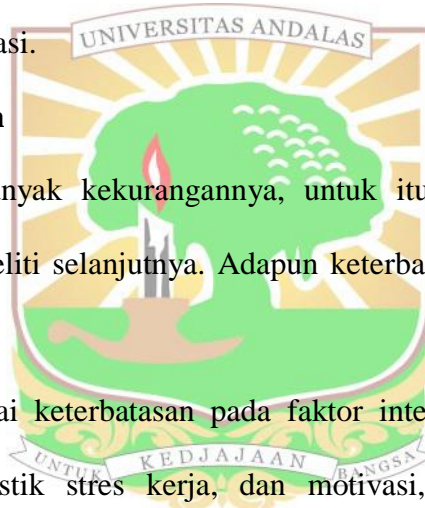 asi.
UNIVERSITAS ANDALAS
n
anyak kekurangannya, untuk itu
eliti selanjutnya. Adapun keterba
ai keterbatasan pada faktor inte
UNTUK KEDJAJAAN BANGSA
stik stres kerja, dan motivasi,